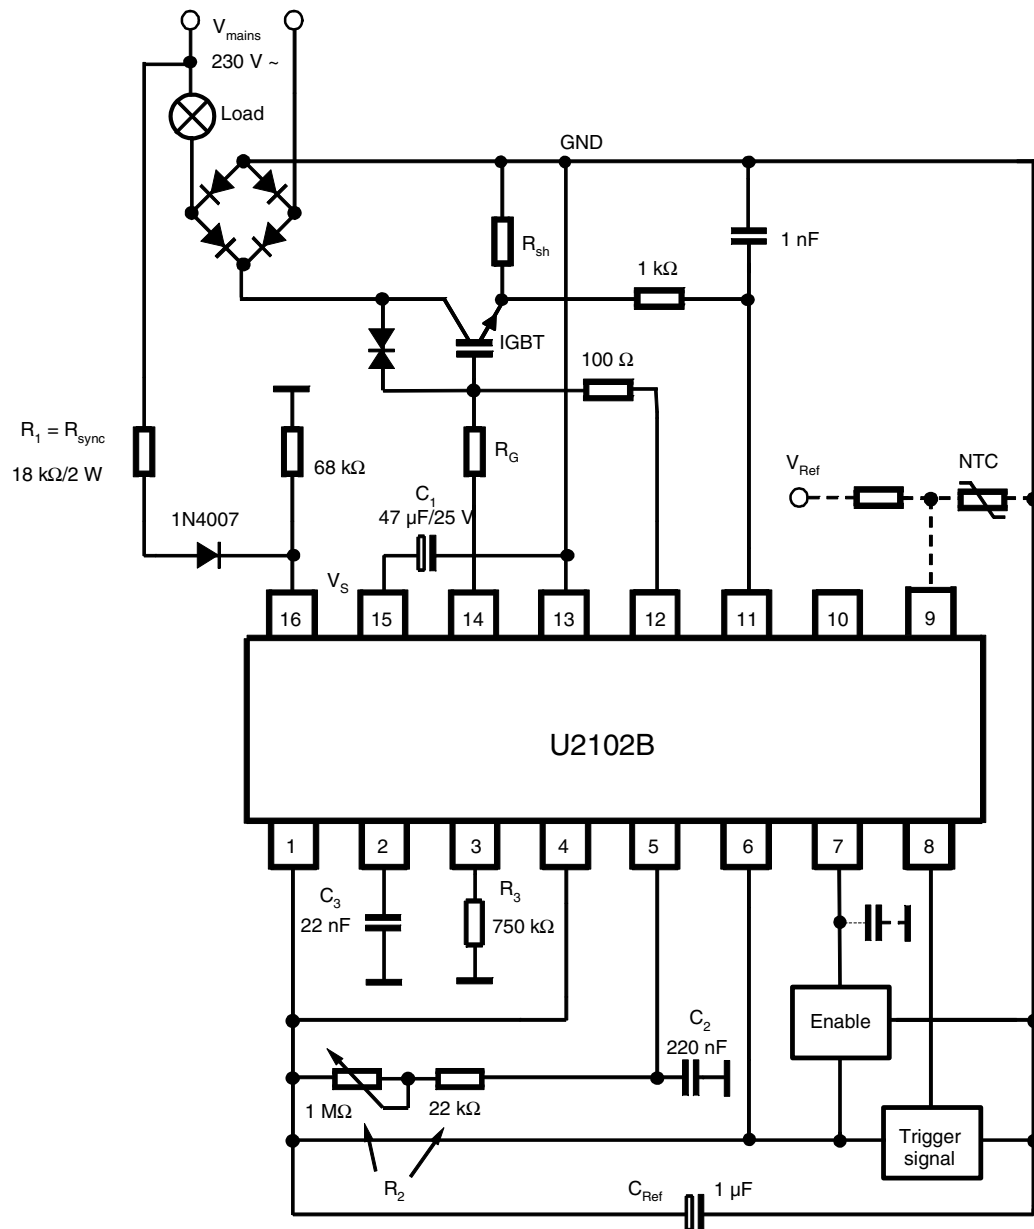 V_mains
230 V ~
Load
GND
R_sh
1 nF
1 kΩ
IGBT
100 Ω
R_1 = R_sync
18 kΩ/2 W
68 kΩ
R_G
C_1
47 µF/25 V
V_Ref
NTC
1N4007
V_S
16
15
14
13
12
11
10
9
U2102B
1
2
3
4
5
6
7
8
C_3
22 nF
R_3
750 kΩ
Enable
C_2
220 nF
1 MΩ
22 kΩ
Trigger
signal
R_2
C_Ref
1 µF